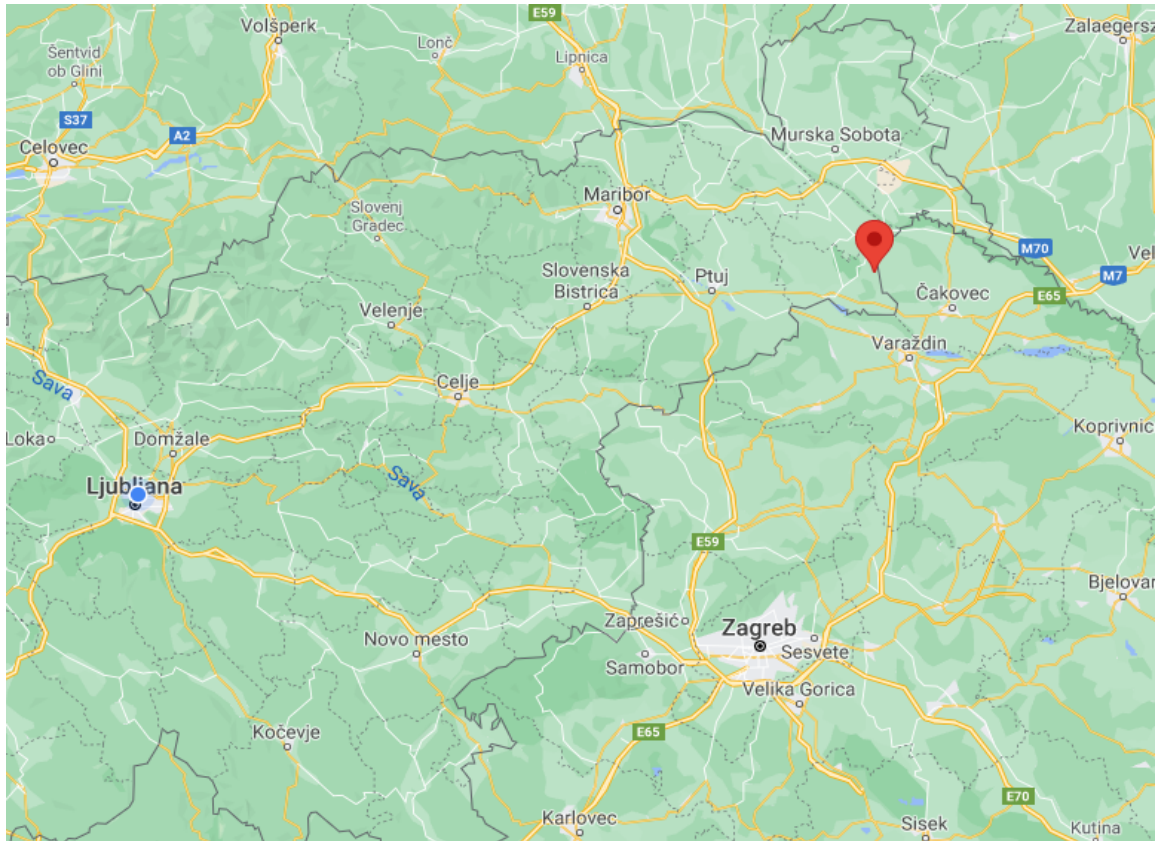 E59
Volšperk
Zalaegersz
Lonč
Šentvid
ob Glini
Lipnica
S37
A2
Murska Sobota
Celovec
Maribor
Slovenj
Gradec
M70
Slovenska
Bistrica
Ptuj
M7
Vel
E65
Čakovec
Velenje
Varaždin
Sava
Celje
Loka
Domžale
Koprivnic
Sava
Ljubljana
E59
Bjelovar
Zaprešić
Zagreb
Novo mesto
Sesvete
Samobor
Velika Gorica
Kočevje
E65
E70
Karlovec
Sisek
Kutina